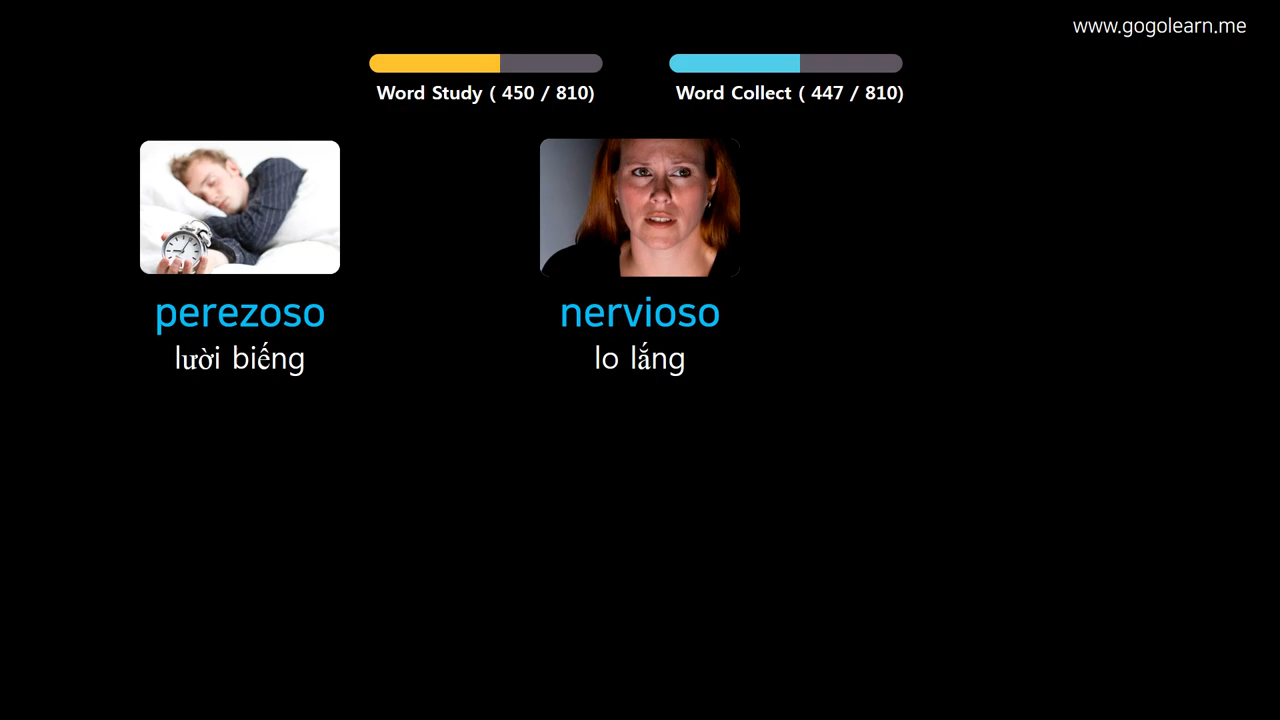 www.gogolearn.me
Word Study ( 450 / 810)
Word Collect ( 447 / 810)
perezoso
lười biếng
nervioso
lo lắng